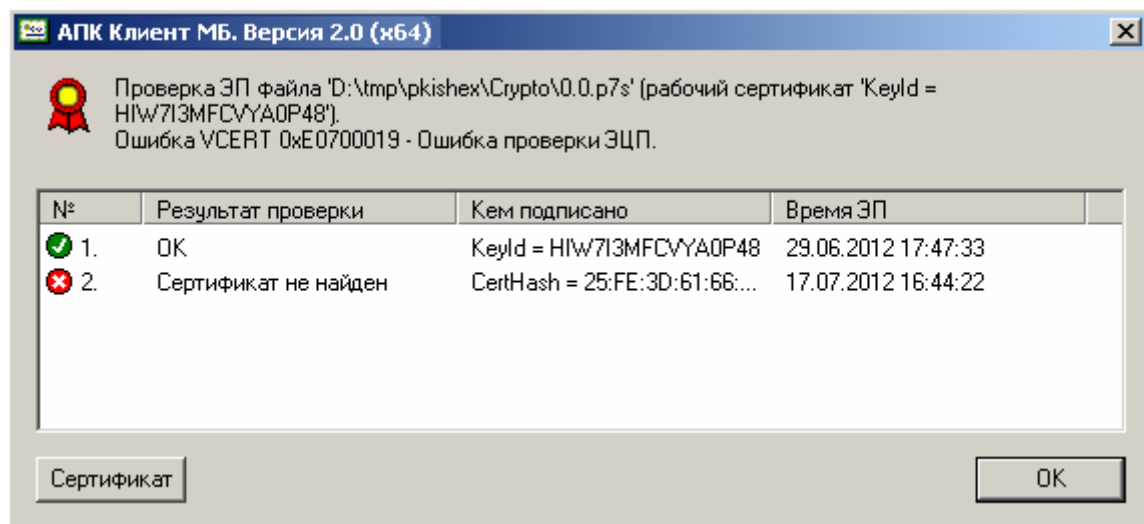 АПК Клиент МБ. Версия 2.0 (x64)
Проверка ЭП файла 'D:\tmp\pkishex\Crypto\0.0.p7s' (рабочий сертификат 'KeyId =
HIW7I3MFCVYA0P48').
Ошибка VCERT 0xE0700019 - Ошибка проверки ЭЦП.
№ Результат проверки Кем подписано Время ЭП
1. OK KeyId = HIW7I3MFCVYA0P48 29.06.2012 17:47:33
2. Сертификат не найден CertHash = 25:FE:3D:61:66:... 17.07.2012 16:44:22
Сертификат OK